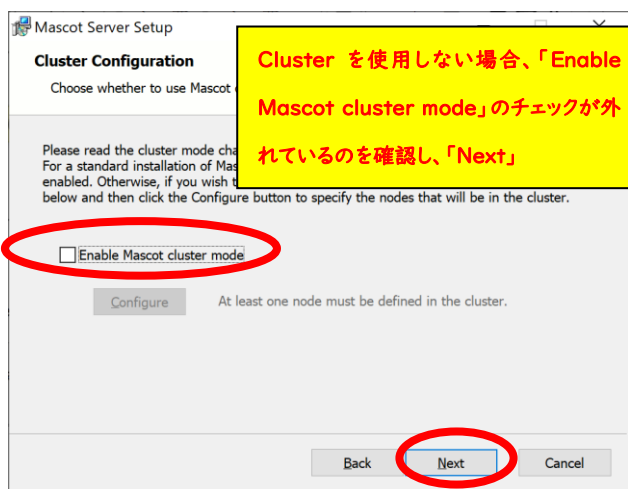 Mascot Server Setup
Cluster Configuration
Choose whether to use Mascot
Cluster を使用しない場合、「Enable
Mascot cluster mode」のチェックが外
れているのを確認し、「Next」
Please read the cluster mode
For a standard installation of
enabled. Otherwise, if you wish
below and then click the Configure button to specify the nodes that will be in the cluster.
Enable Mascot cluster mode
Configure At least one node must be defined in the cluster.
Back Next Cancel